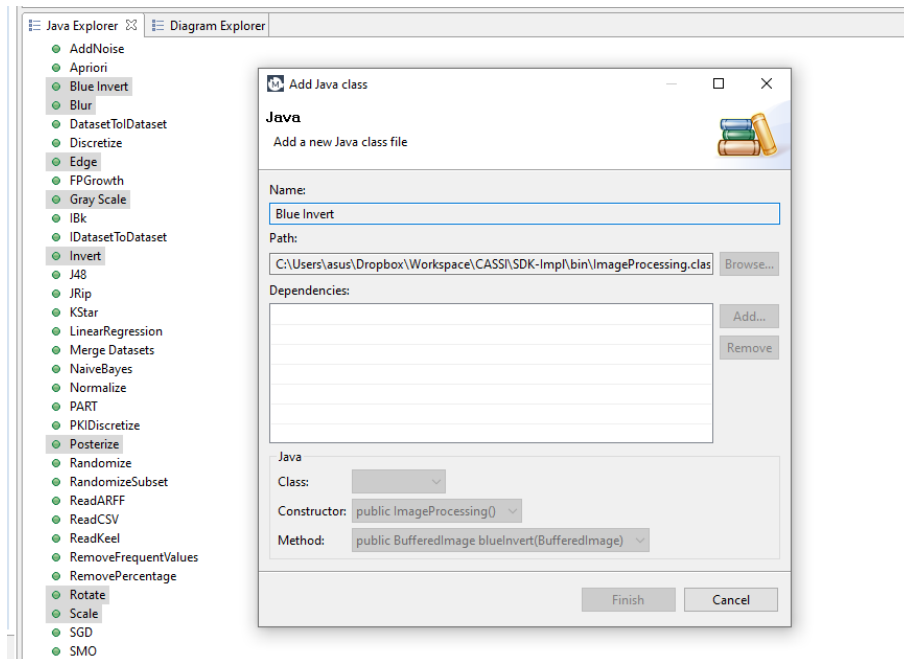 Java Explorer
Diagram Explorer
AddNoise
Apriori
Blue Invert
Blur
DatasetToIDataset
Discretize
Edge
FPGrowth
Gray Scale
IBk
IDatasetToDataset
Invert
J48
JRip
KStar
LinearRegression
Merge Datasets
NaiveBayes
Normalize
PART
PKIDiscretize
Posterize
Randomize
RandomizeSubset
ReadARFF
ReadCSV
ReadKeel
RemoveFrequentValues
RemovePercentage
Rotate
Scale
SGD
SMO
Add Java class
Java
Add a new Java class file
Name:
Blue Invert
Path:
C:\Users\asus\Dropbox\Workspace\CASSI\SDK-Impl\bin\ImageProcessing.clas
Browse...
Dependencies:
Add...
Remove
Java
Class:
Constructor: public ImageProcessing()
Method: public BufferedImage blueInvert(BufferedImage)
Finish
Cancel